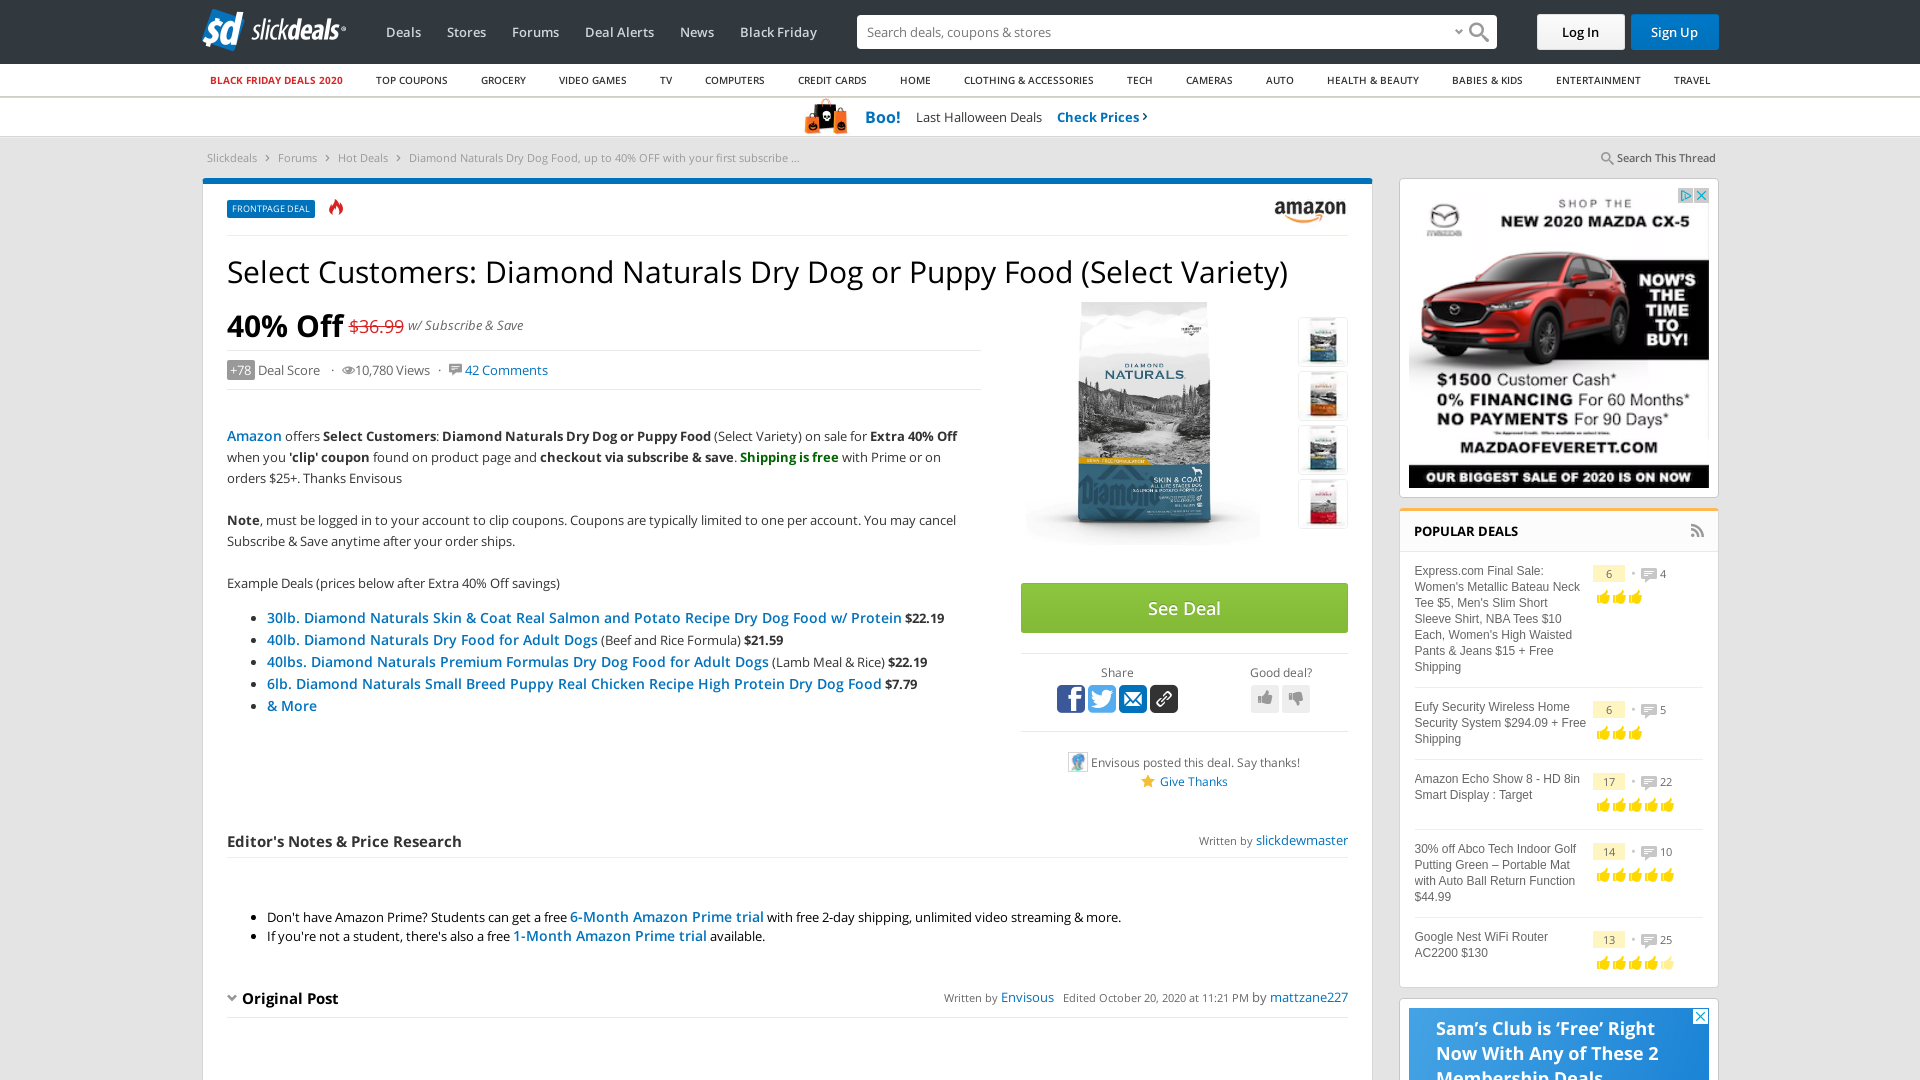 slickdeals
Deals
Stores
Forums
Deal Alerts
News
Black Friday
Search deals, coupons & shopping
Log In
Sign Up
BLACK FRIDAY DEALS 2020
TOP COUPONS
GROCERY
VIDEO GAMES
TV
COMPUTERS
CREDIT CARDS
HOME
CLOTHING & ACCESSORIES
TECH
CAMERAS
AUTO
HEALTH & BEAUTY
BABIES & KIDS
ENTERTAINMENT
TRAVEL
Boo! Last Halloween Deals Check Prices
Slickdeals > Forums > Hot Deals > Diamond Naturals Dry Dog Food, up to 40% OFF with your first subscribe ...
Search This Thread
FRONTPAGE DEAL
amazon
Select Customers: Diamond Naturals Dry Dog or Puppy Food (Select Variety)
40% Off $36.99 w/ Subscribe & Save
+78 Deal Score · 10,780 Views · 42 Comments
Amazon offers Select Customers: Diamond Naturals Dry Dog or Puppy Food (Select Variety) on sale for Extra 40% Off
when you 'clip' coupon found on product page and checkout via subscribe & save. Shipping is free with Prime or on
orders $25+. Thanks Envisous
Note, must be logged in to your account to clip coupons. Coupons are typically limited to one per account. You may cancel
Subscribe & Save anytime after your order ships.
Example Deals (prices below after Extra 40% Off savings)
• 30lb. Diamond Naturals Skin & Coat Real Salmon and Potato Recipe Dry Dog Food w/ Protein $22.19
• 40lb. Diamond Naturals Dry Food for Adult Dogs (Beef and Rice Formula) $21.59
• 40lbs. Diamond Naturals Premium Formulas Dry Dog Food for Adult Dogs (Lamb Meal & Rice) $22.19
• 6lb. Diamond Naturals Small Breed Puppy Real Chicken Recipe High Protein Dry Dog Food $7.79
• & More
DIAMOND
NATURALS
SKIN & COAT
ALL LIFE STAGES DOG
SALMON & POTATO FORMULA
See Deal
Share
Good deal?
Envisous posted this deal. Say thanks!
Give Thanks
Editor's Notes & Price Research
Written by slickdewmaster
• Don't have Amazon Prime? Students can get a free 6-Month Amazon Prime trial with free 2-day shipping, unlimited video streaming & more.
• If you're not a student, there's also a free 1-Month Amazon Prime trial available.
Original Post
Written by Envisous Edited October 20, 2020 at 11:21 PM by mattzane227
SHOP THE
NEW 2020 MAZDA CX-5
mazda
NOW'S
THE
TIME
TO
BUY!
$1500 Customer Cash*
0% FINANCING For 60 Months*
NO PAYMENTS For 90 Days*
MAZDAOFEVERETT.COM
OUR BIGGEST SALE OF 2020 IS ON NOW
POPULAR DEALS
Express.com Final Sale:
Women's Metallic Bateau Neck
Tee $5, Men's Slim Short
Sleeve Shirt, NBA Tees $10
Each, Women's High Waisted
Pants & Jeans $15 + Free
Shipping
6 • 4
Eufy Security Wireless Home
Security System $294.09 + Free
Shipping
6 • 5
Amazon Echo Show 8 - HD 8in
Smart Display : Target
17 • 22
30% off Abco Tech Indoor Golf
Putting Green – Portable Mat
with Auto Ball Return Function
$44.99
14 • 10
Google Nest WiFi Router
AC2200 $130
13 • 25
Sam's Club is 'Free' Right
Now With Any of These 2
Membership Deals